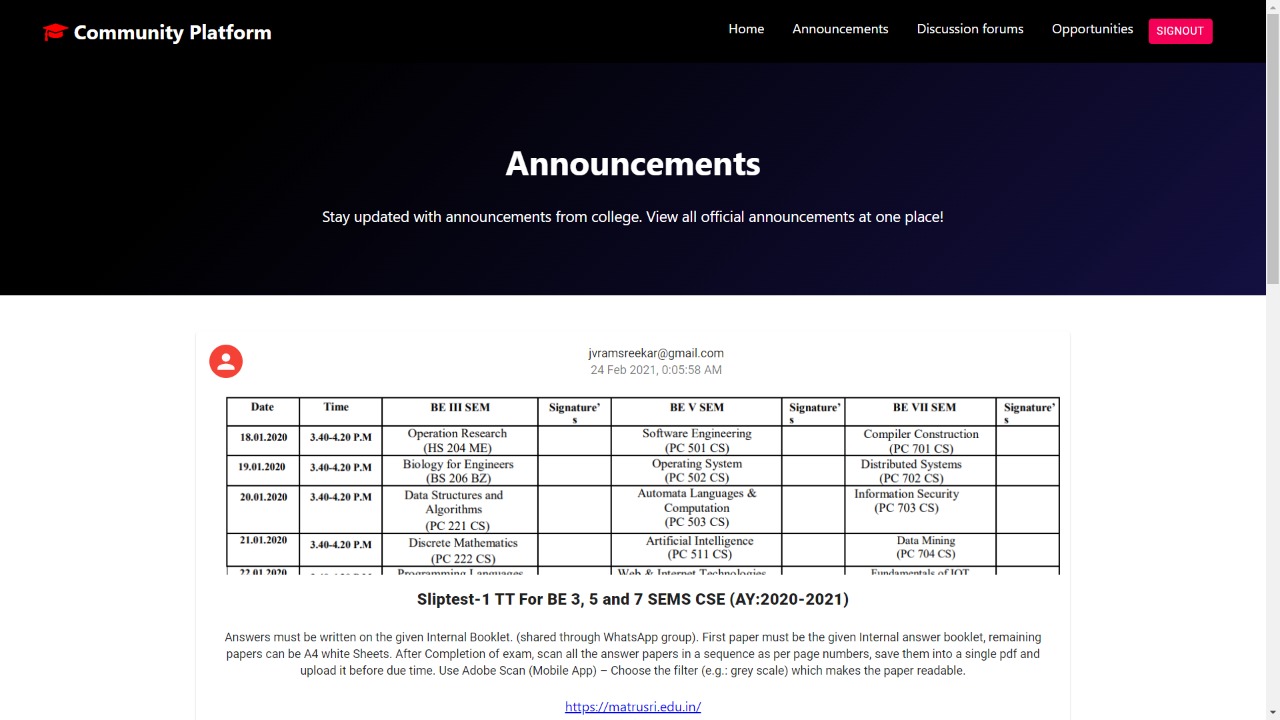 Community Platform
Home Announcements Discussion forums Opportunities SIGNOUT
Announcements
Stay updated with announcements from college. View all official announcements at one place!
jvramsreekar@gmail.com
24 Feb 2021, 0:05:58 AM
Date Time BE III SEM Signature's BE V SEM Signature's BE VII SEM Signature's
18.01.2020 3.40-4.20 P.M Operation Research (HS 204 ME) Software Engineering (PC 501 CS) Compiler Construction (PC 701 CS)
19.01.2020 3.40-4.20 P.M Biology for Engineers (BS 206 BZ) Operating System (PC 502 CS) Distributed Systems (PC 702 CS)
20.01.2020 3.40-4.20 P.M Data Structures and Algorithms (PC 221 CS) Automata Languages & Computation (PC 503 CS) Information Security (PC 703 CS)
21.01.2020 3.40-4.20 P.M Discrete Mathematics (PC 222 CS) Artificial Intelligence (PC 511 CS) Data Mining (PC 704 CS)
22.01.2020 Programming Languages Web & Internet Technologies Fundamentals of IOT
Sliptest-1 TT For BE 3, 5 and 7 SEMS CSE (AY:2020-2021)
Answers must be written on the given Internal Booklet. (shared through WhatsApp group). First paper must be the given Internal answer booklet, remaining
papers can be A4 white Sheets. After Completion of exam, scan all the answer papers in a sequence as per page numbers, save them into a single pdf and
upload it before due time. Use Adobe Scan (Mobile App) – Choose the filter (e.g.: grey scale) which makes the paper readable.
https://matrusri.edu.in/